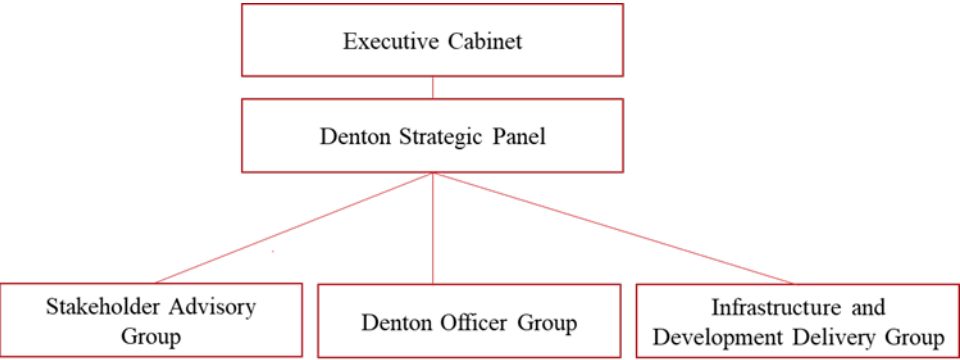 Executive Cabinet
Denton Strategic Panel
Stakeholder Advisory
Group
Denton Officer Group
Infrastructure and
Development Delivery Group